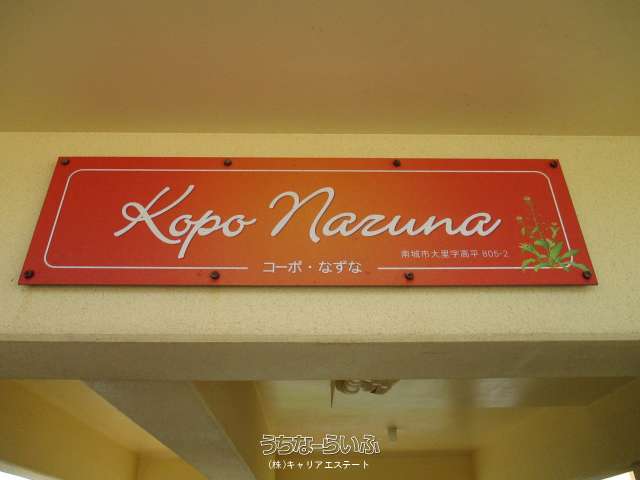 Kopo Nazuna
コーポ・なずな
南城市大里字高平 805-2
うちなーらいふ
(株)キャリアエステート